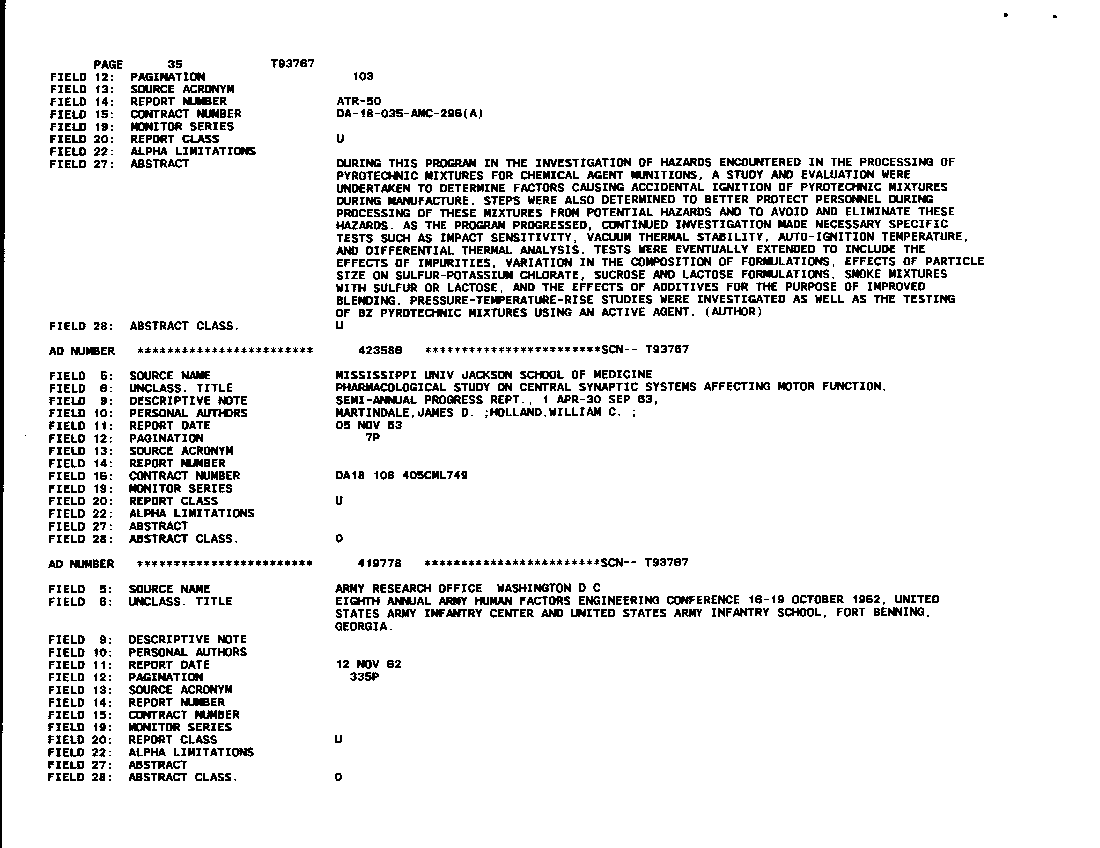 PAGE 35 T93767
FIELD 12: PAGINATION 103
FIELD 13: SOURCE ACRONYM
FIELD 14: REPORT NUMBER ATR-50
FIELD 15: CONTRACT NUMBER DA-18-035-AMC-296(A)
FIELD 19: MONITOR SERIES
FIELD 20: REPORT CLASS U
FIELD 22: ALPHA LIMITATIONS
FIELD 27: ABSTRACT DURING THIS PROGRAM IN THE INVESTIGATION OF HAZARDS ENCOUNTERED IN THE PROCESSING OF
PYROTECHNIC MIXTURES FOR CHEMICAL AGENT MUNITIONS, A STUDY AND EVALUATION WERE
UNDERTAKEN TO DETERMINE FACTORS CAUSING ACCIDENTAL IGNITION OF PYROTECHNIC MIXTURES
DURING MANUFACTURE. STEPS WERE ALSO DETERMINED TO BETTER PROTECT PERSONNEL DURING
PROCESSING OF THESE MIXTURES FROM POTENTIAL HAZARDS AND TO AVOID AND ELIMINATE THESE
HAZARDS. AS THE PROGRAM PROGRESSED, CONTINUED INVESTIGATION MADE NECESSARY SPECIFIC
TESTS SUCH AS IMPACT SENSITIVITY, VACUUM THERMAL STABILITY, AUTO-IGNITION TEMPERATURE,
AND DIFFERENTIAL THERMAL ANALYSIS. TESTS WERE EVENTUALLY EXTENDED TO INCLUDE THE
EFFECTS OF IMPURITIES, VARIATION IN THE COMPOSITION OF FORMULATIONS, EFFECTS OF PARTICLE
SIZE ON SULFUR-POTASSIUM CHLORATE, SUCROSE AND LACTOSE FORMULATIONS, SMOKE MIXTURES
WITH SULFUR OR LACTOSE, AND THE EFFECTS OF ADDITIVES FOR THE PURPOSE OF IMPROVED
BLENDING. PRESSURE-TEMPERATURE-RISE STUDIES WERE INVESTIGATED AS WELL AS THE TESTING
OF BZ PYROTECHNIC MIXTURES USING AN ACTIVE AGENT. (AUTHOR)
FIELD 28: ABSTRACT CLASS. U
AD NUMBER ************************ 423586 ************************SCN-- T93767
FIELD 5: SOURCE NAME MISSISSIPPI UNIV JACKSON SCHOOL OF MEDICINE
FIELD 6: UNCLASS. TITLE PHARMACOLOGICAL STUDY ON CENTRAL SYNAPTIC SYSTEMS AFFECTING MOTOR FUNCTION.
FIELD 9: DESCRIPTIVE NOTE SEMI-ANNUAL PROGRESS REPT., 1 APR-30 SEP 63,
FIELD 10: PERSONAL AUTHORS MARTINDALE,JAMES D. ;HOLLAND,WILLIAM C. ;
FIELD 11: REPORT DATE 05 NOV 63
FIELD 12: PAGINATION 7P
FIELD 13: SOURCE ACRONYM
FIELD 14: REPORT NUMBER
FIELD 15: CONTRACT NUMBER DA18 108 405CML749
FIELD 19: MONITOR SERIES
FIELD 20: REPORT CLASS U
FIELD 22: ALPHA LIMITATIONS
FIELD 27: ABSTRACT
FIELD 28: ABSTRACT CLASS. 0
AD NUMBER ************************ 419778 ************************SCN-- T93767
FIELD 5: SOURCE NAME ARMY RESEARCH OFFICE WASHINGTON D C
FIELD 6: UNCLASS. TITLE EIGHTH ANNUAL ARMY HUMAN FACTORS ENGINEERING CONFERENCE 16-19 OCTOBER 1962, UNITED
STATES ARMY INFANTRY CENTER AND UNITED STATES ARMY INFANTRY SCHOOL, FORT BENNING,
GEORGIA.
FIELD 9: DESCRIPTIVE NOTE
FIELD 10: PERSONAL AUTHORS
FIELD 11: REPORT DATE 12 NOV 62
FIELD 12: PAGINATION 335P
FIELD 13: SOURCE ACRONYM
FIELD 14: REPORT NUMBER
FIELD 15: CONTRACT NUMBER
FIELD 19: MONITOR SERIES
FIELD 20: REPORT CLASS U
FIELD 22: ALPHA LIMITATIONS
FIELD 27: ABSTRACT
FIELD 28: ABSTRACT CLASS. 0